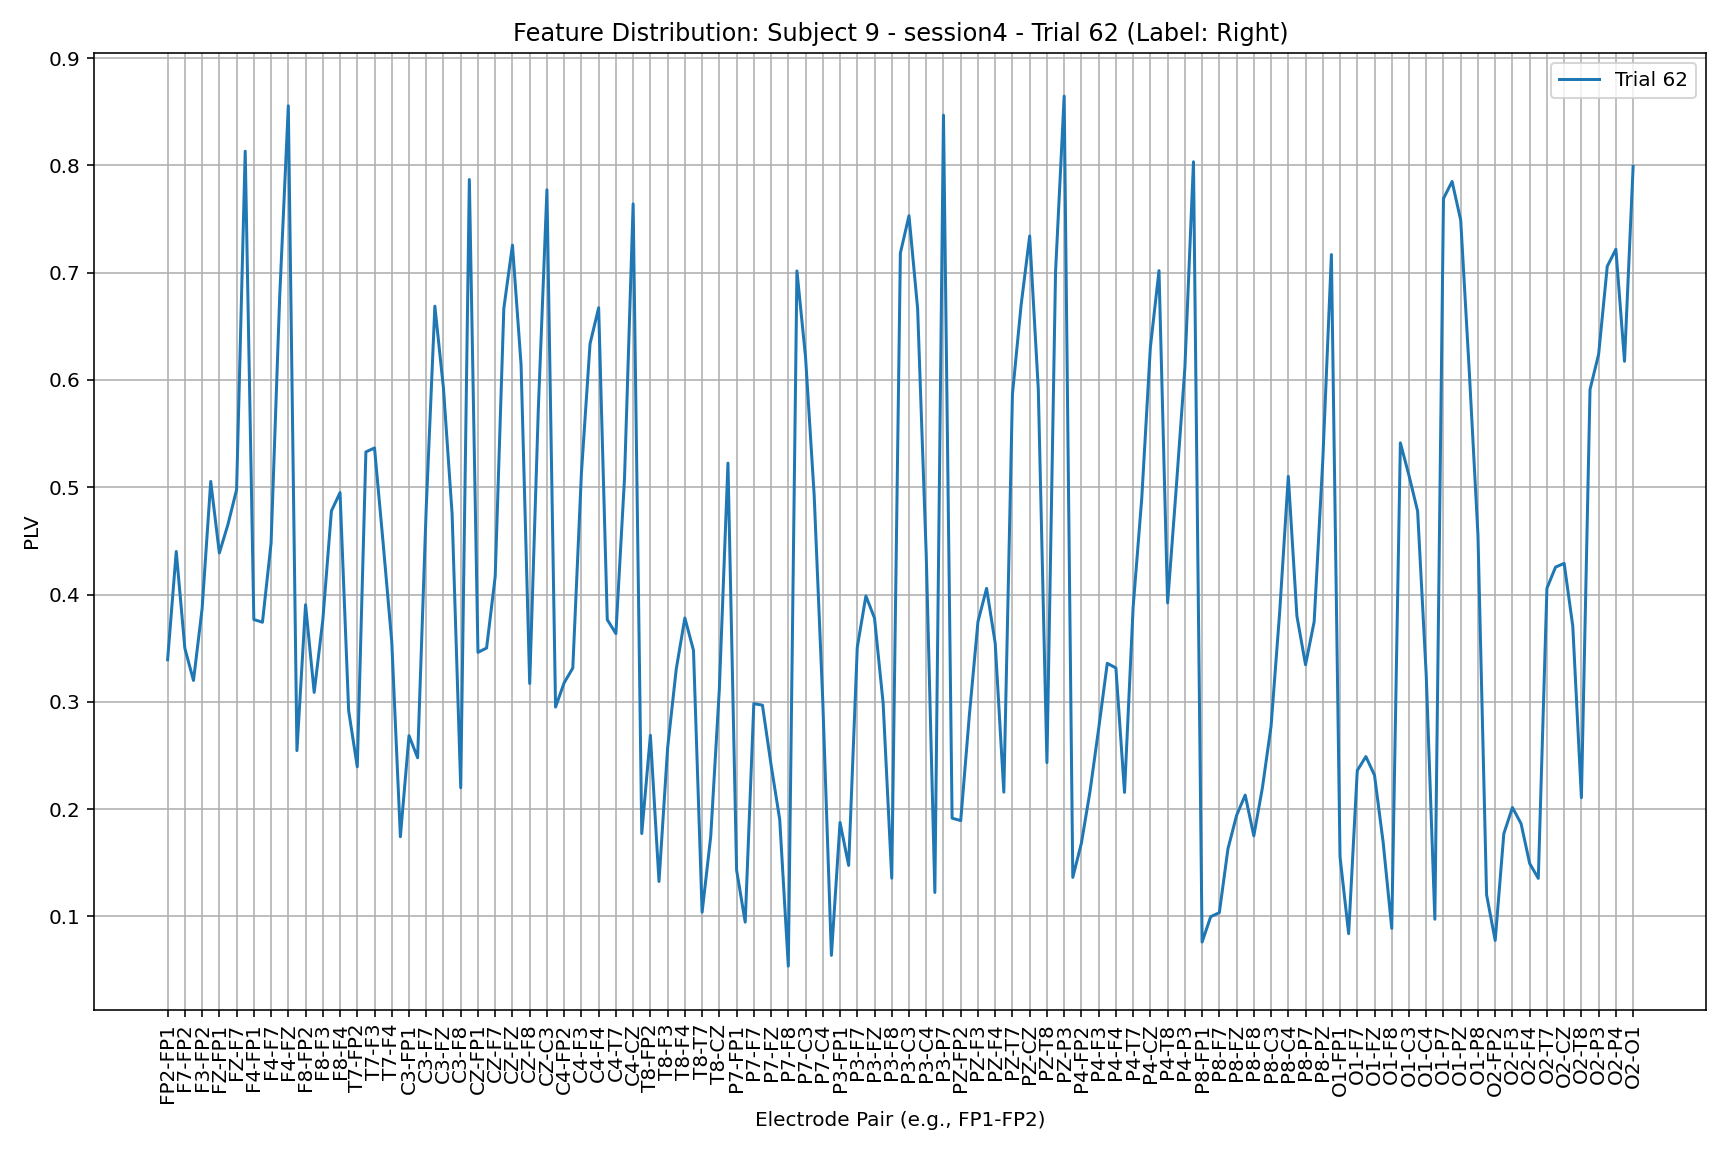 Feature Distribution: Subject 9 - session4 - Trial 62 (Label: Right)
Trial 62
PLV
0.9
0.8
0.7
0.6
0.5
0.4
0.3
0.2
0.1
FP2-FP1
F7-FP2
F3-FP2
FZ-FP1
FZ-F7
F4-FP1
F4-F7
F4-FZ
F8-FP2
F8-F3
F8-F4
T7-FP2
T7-F3
T7-F4
C3-FP1
C3-F7
C3-FZ
C3-F8
CZ-FP1
CZ-F7
CZ-FZ
CZ-F8
CZ-C3
C4-FP2
C4-F3
C4-F4
C4-T7
C4-CZ
T8-FP2
T8-F3
T8-F4
T8-T7
T8-CZ
P7-FP1
P7-F7
P7-FZ
P7-F8
P7-C3
P7-C4
P3-FP1
P3-F7
P3-FZ
P3-F8
P3-C3
P3-C4
P3-P7
PZ-FP2
PZ-F3
PZ-F4
PZ-T7
PZ-CZ
PZ-T8
PZ-P3
P4-FP2
P4-F3
P4-F4
P4-T7
P4-CZ
P4-T8
P4-P3
P8-FP1
P8-F7
P8-FZ
P8-F8
P8-C3
P8-C4
P8-P7
P8-PZ
O1-FP1
O1-F7
O1-FZ
O1-F8
O1-C3
O1-C4
O1-P7
O1-PZ
O1-P8
O2-FP2
O2-F3
O2-F4
O2-T7
O2-CZ
O2-T8
O2-P3
O2-P4
O2-O1
Electrode Pair (e.g., FP1-FP2)